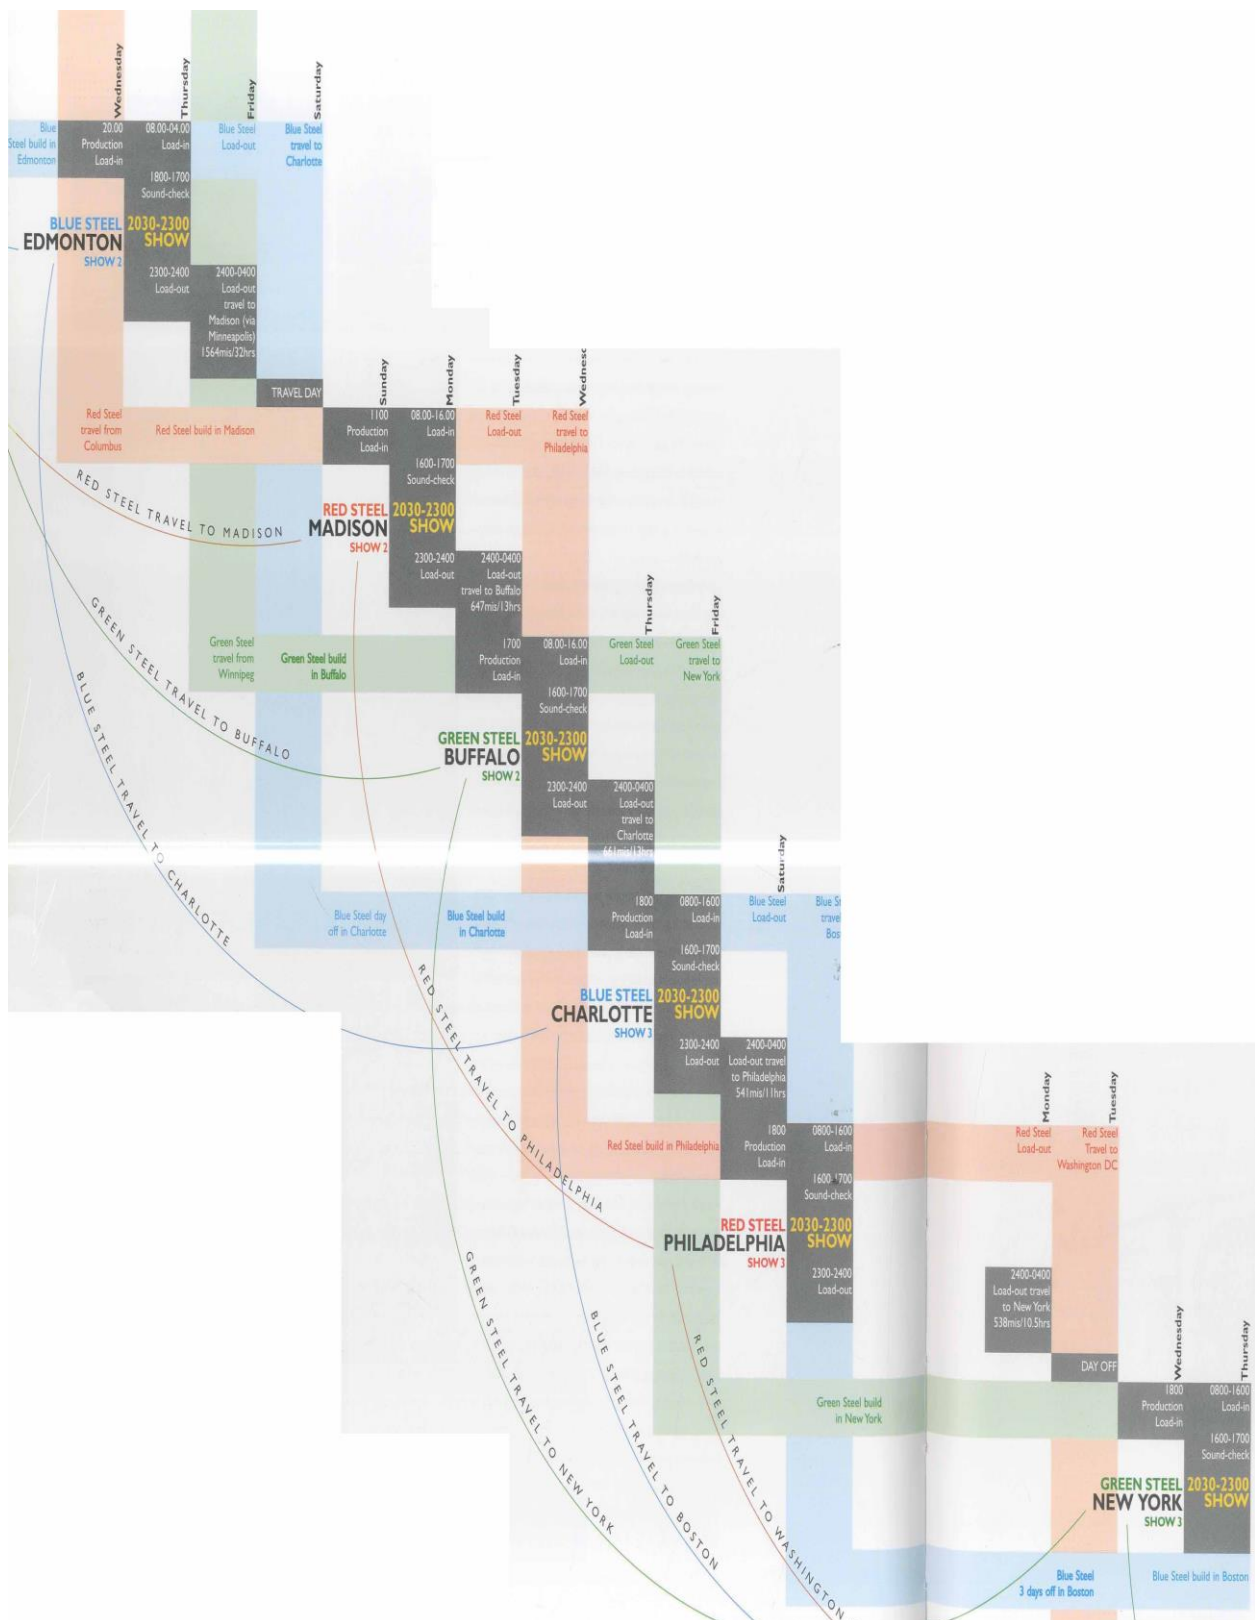 Wednesday
Thursday
Friday
Saturday
Blue
Steel build in
Edmonton
20.00
Production
Load-in
08.00-04.00
Load-in
1800-1700
Sound-check
Blue Steel
Load-out
Blue Steel
travel to
Charlotte
BLUE STEEL
EDMONTON
SHOW 2
2030-2300
SHOW
2300-2400
Load-out
2400-0400
Load-out
travel to
Madison (via
Minneapolis)
1564mis/32hrs
TRAVEL DAY
Sunday
Monday
Tuesday
Wednesd
Red Steel
travel from
Columbus
Red Steel build in Madison
1100
Production
Load-in
08.00-16.00
Load-in
1600-1700
Sound-check
Red Steel
Load-out
Red Steel
travel to
Philadelphia
RED STEEL TRAVEL TO MADISON
RED STEEL
MADISON
SHOW 2
2030-2300
SHOW
2300-2400
Load-out
2400-0400
Load-out
travel to Buffalo
647mis/13hrs
Thursday
Friday
GREEN STEEL TRAVEL TO BUFFALO
Green Steel
travel from
Winnipeg
Green Steel build
in Buffalo
1700
Production
Load-in
08.00-16.00
Load-in
1600-1700
Sound-check
Green Steel
Load-out
Green Steel
travel to
New York
BLUE STEEL TRAVEL TO CHARLOTTE
GREEN STEEL
BUFFALO
SHOW 2
2030-2300
SHOW
2300-2400
Load-out
2400-0400
Load-out
travel to
Charlotte
661mis/13hrs
Saturday
Blue Steel day
off in Charlotte
Blue Steel build
in Charlotte
1800
Production
Load-in
0800-1600
Load-in
1600-1700
Sound-check
Blue Steel
Load-out
Blue St
trave
Bos
RED STEEL TRAVEL TO PHILADELPHIA
BLUE STEEL
CHARLOTTE
SHOW 3
2030-2300
SHOW
2300-2400
Load-out
2400-0400
Load-out travel
to Philadelphia
541mis/11hrs
Monday
Tuesday
Red Steel build in Philadelphia
1800
Production
Load-in
0800-1600
Load-in
1600-1700
Sound-check
Red Steel
Load-out
Red Steel
Travel to
Washington DC
RED STEEL
PHILADELPHIA
SHOW 3
2030-2300
SHOW
2300-2400
Load-out
2400-0400
Load-out travel
to New York
538mis/10.5hrs
DAY OFF
Wednesday
Thursday
GREEN STEEL TRAVEL TO NEW YORK
BLUE STEEL TRAVEL TO BOSTON
RED STEEL TRAVEL TO WASHINGTON
Green Steel build
in New York
1800
Production
Load-in
0800-1600
Load-in
1600-1700
Sound-check
GREEN STEEL
NEW YORK
SHOW 3
2030-2300
SHOW
Blue Steel
3 days off in Boston
Blue Steel build in Boston